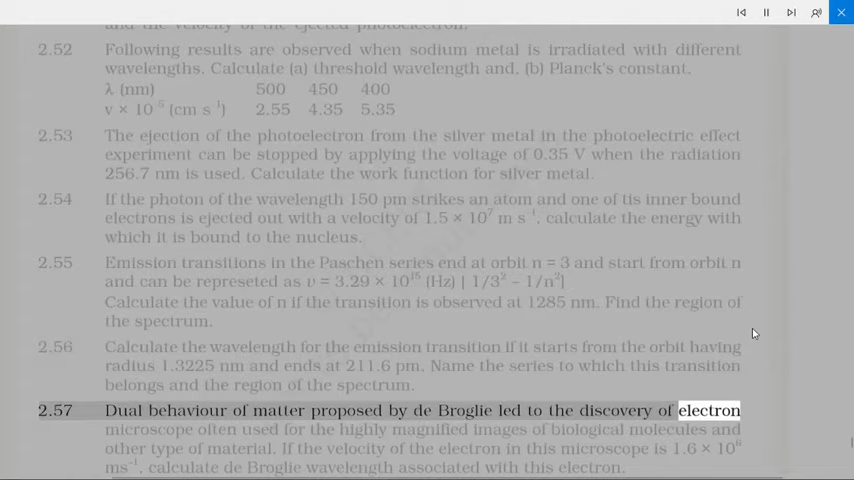 and the velocity of the ejected photoelectron.
2.52 Following results are observed when sodium metal is irradiated with different
wavelengths. Calculate (a) threshold wavelength and, (b) Planck's constant.
λ (nm) 500 450 400
v × 10⁻⁵ (cm s⁻¹) 2.55 4.35 5.35
2.53 The ejection of the photoelectron from the silver metal in the photoelectric effect
experiment can be stopped by applying the voltage of 0.35 V when the radiation
256.7 nm is used. Calculate the work function for silver metal.
2.54 If the photon of the wavelength 150 pm strikes an atom and one of tis inner bound
electrons is ejected out with a velocity of 1.5 × 10⁷ m s⁻¹, calculate the energy with
which it is bound to the nucleus.
2.55 Emission transitions in the Paschen series end at orbit n = 3 and start from orbit n
and can be represeted as υ = 3.29 × 10¹⁵ (Hz) [ 1/3² – 1/n²]
Calculate the value of n if the transition is observed at 1285 nm. Find the region of
the spectrum.
2.56 Calculate the wavelength for the emission transition if it starts from the orbit having
radius 1.3225 nm and ends at 211.6 pm. Name the series to which this transition
belongs and the region of the spectrum.
2.57 Dual behaviour of matter proposed by de Broglie led to the discovery of electron
microscope often used for the highly magnified images of biological molecules and
other type of material. If the velocity of the electron in this microscope is 1.6 × 10⁶
ms⁻¹, calculate de Broglie wavelength associated with this electron.